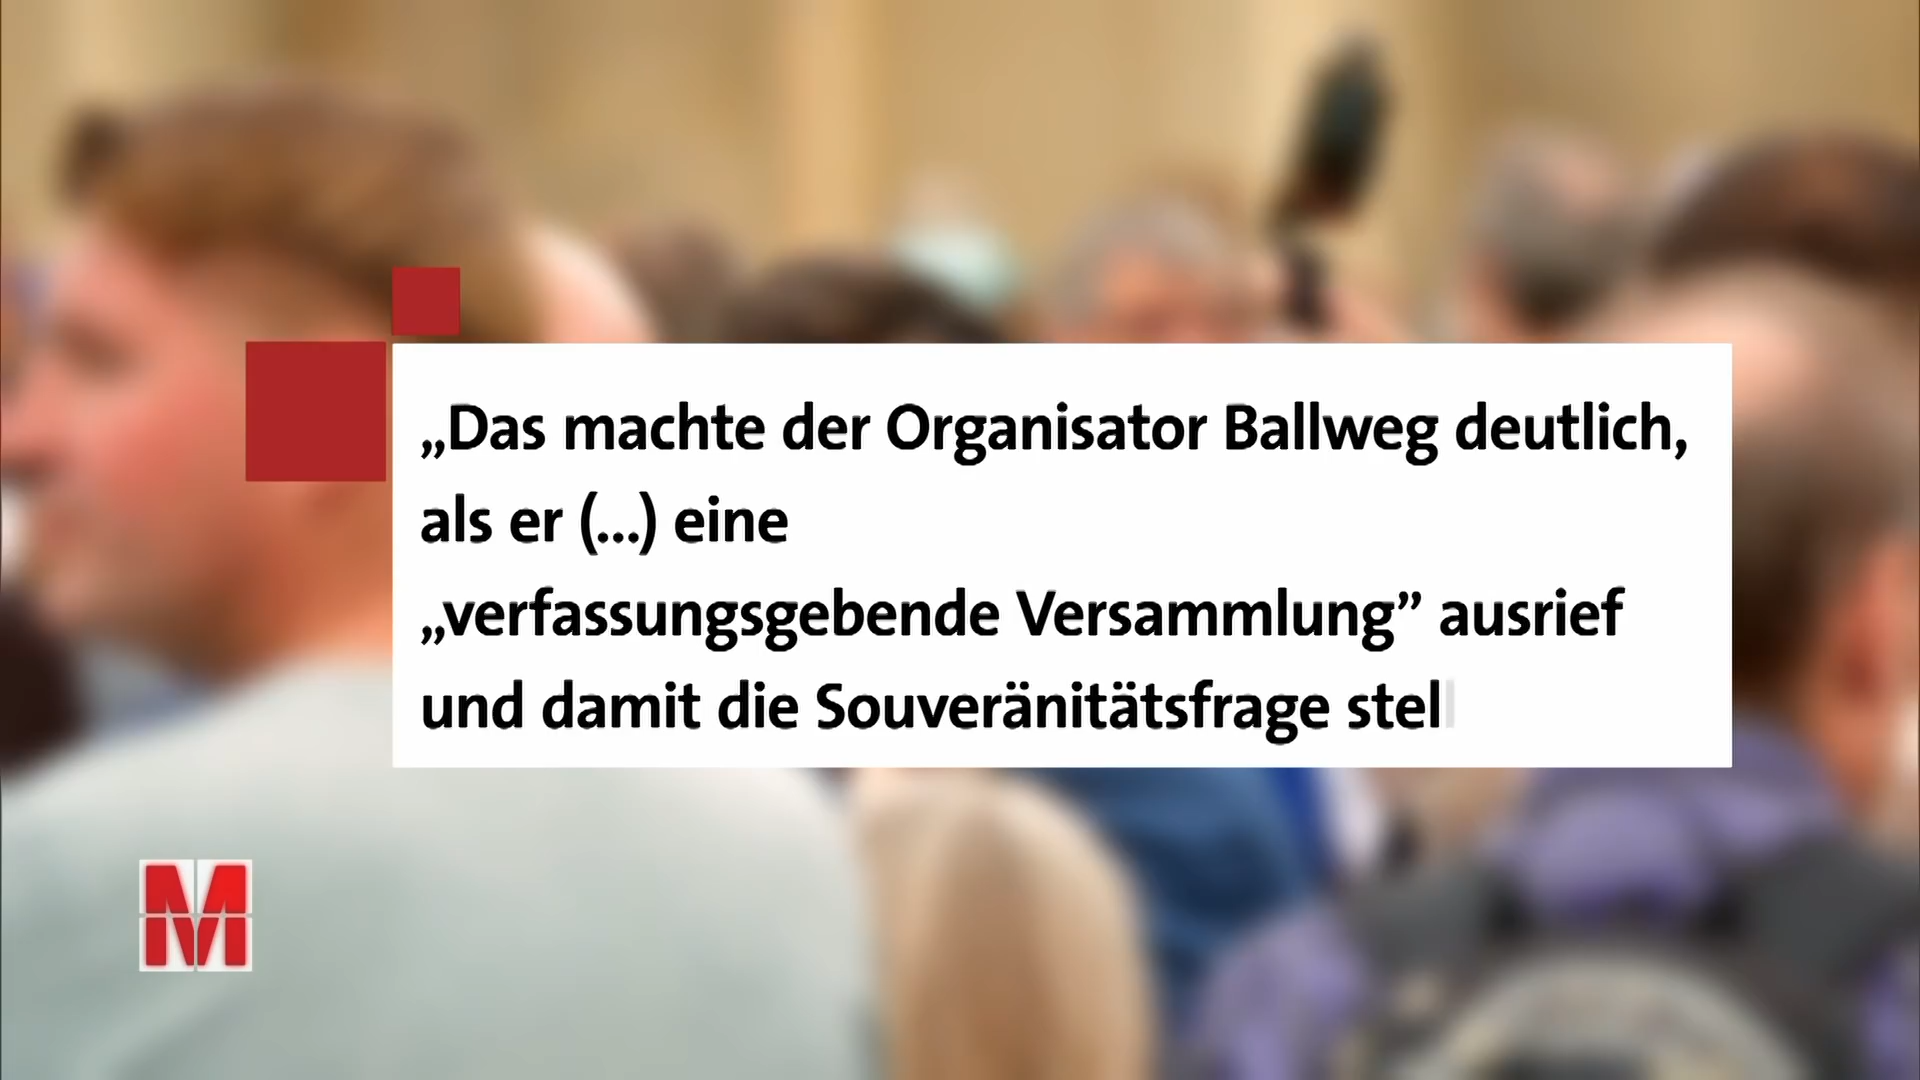 „Das machte der Organisator Ballweg deutlich,
als er (...) eine
„verfassungsgebende Versammlung” ausrief
und damit die Souveränitätsfrage stel
M